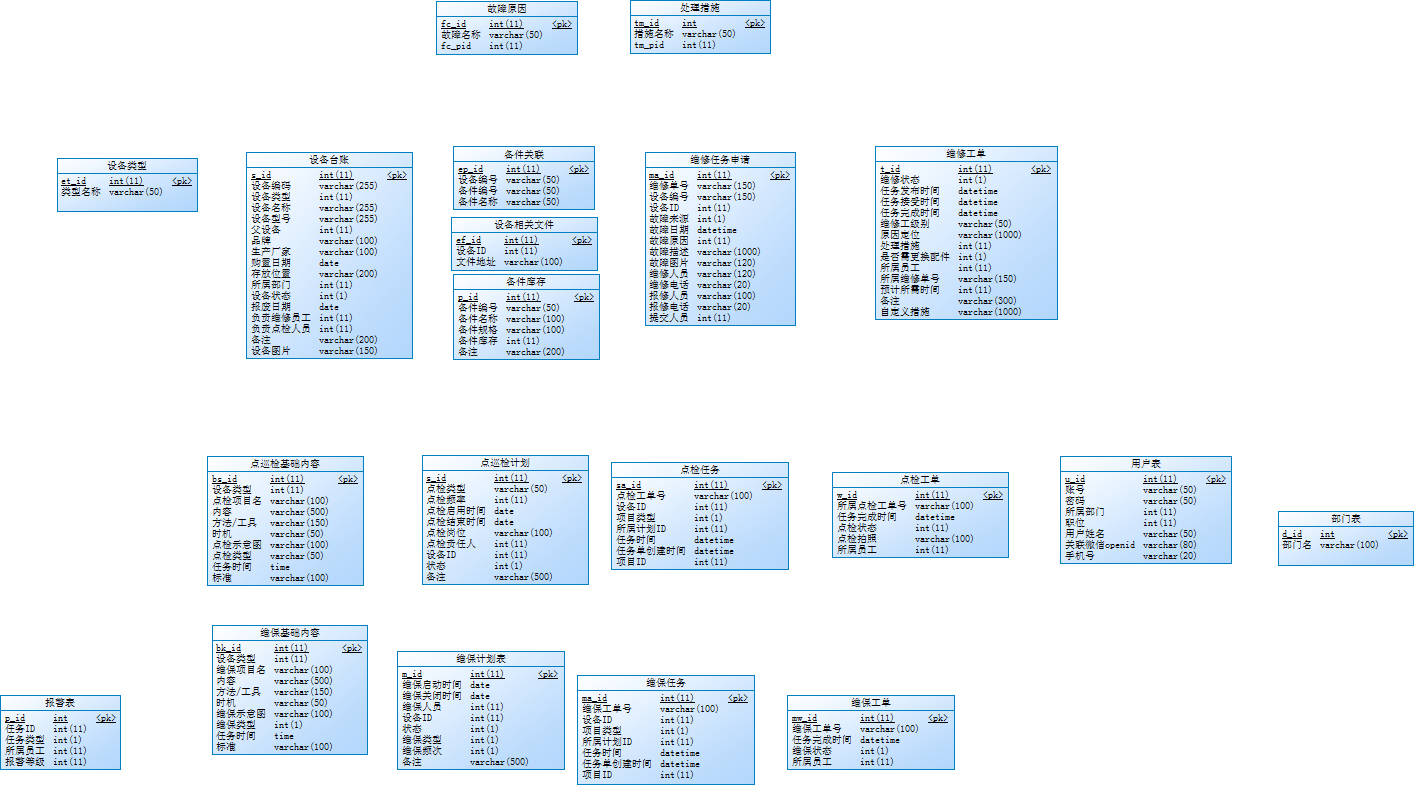 故障原因
fc_id int(11) <pk>
故障名称 varchar(50)
fc_pid int(11)
处理措施
tm_id int <pk>
措施名称 varchar(50)
tm_pid int(11)
设备类型
et_id int(11) <pk>
类型名称 varchar(50)
设备台账
s_id int(11) <pk>
设备编码 varchar(255)
设备类型 int(11)
设备名称 varchar(255)
设备型号 varchar(255)
父设备 int(11)
品牌 varchar(100)
生产厂家 varchar(100)
购置日期 date
存放位置 varchar(200)
所属部门 int(11)
设备状态 int(1)
报废日期 date
负责维修员工 int(11)
负责点检人员 int(11)
备注 varchar(200)
设备图片 varchar(150)
备件关联
ep_id int(11) <pk>
设备编号 varchar(50)
备件编号 varchar(50)
备件名称 varchar(50)
设备相关文件
ef_id int(11) <pk>
设备ID int(11)
文件地址 varchar(100)
备件库存
p_id int(11) <pk>
备件编号 varchar(50)
备件名称 varchar(100)
备件规格 varchar(100)
备件库存 int(11)
备注 varchar(200)
维修任务申请
ma_id int(11) <pk>
维修单号 varchar(150)
设备编号 varchar(150)
设备ID int(11)
故障来源 int(1)
故障日期 datetime
故障原因 int(11)
故障描述 varchar(1000)
故障图片 varchar(120)
维修人员 varchar(120)
维修电话 varchar(20)
报修人员 varchar(100)
报修电话 varchar(20)
提交人员 int(11)
维修工单
t_id int(11) <pk>
维修状态 int(1)
任务发布时间 datetime
任务接受时间 datetime
任务完成时间 datetime
维修工级别 varchar(50)
原因定位 varchar(1000)
处理措施 int(11)
是否需更换配件 int(1)
所属员工 int(11)
所属维修单号 varchar(150)
预计所需时间 int(11)
备注 varchar(300)
自定义措施 varchar(1000)
点巡检基础内容
bs_id int(11) <pk>
设备类型 int(11)
点检项目名 varchar(100)
内容 varchar(500)
方法/工具 varchar(150)
时机 varchar(50)
点检示意图 varchar(100)
点检类型 varchar(50)
任务时间 time
标准 varchar(100)
点巡检计划
s_id int(11) <pk>
点检类型 varchar(50)
点检频率 int(11)
点检启用时间 date
点检结束时间 date
点检岗位 varchar(100)
点检责任人 int(11)
设备ID int(11)
状态 int(1)
备注 varchar(500)
点检任务
sa_id int(11) <pk>
点检工单号 varchar(100)
设备ID int(11)
项目类型 int(1)
所属计划ID int(11)
任务时间 datetime
任务单创建时间 datetime
项目ID int(11)
点检工单
w_id int(11) <pk>
所属点检工单号 varchar(100)
任务完成时间 datetime
点检状态 int(11)
点检拍照 varchar(100)
所属员工 int(11)
用户表
u_id int(11) <pk>
账号 varchar(50)
密码 varchar(50)
所属部门 int(11)
职位 int(11)
用户姓名 varchar(50)
关联微信openid varchar(80)
手机号 varchar(20)
部门表
d_id int <pk>
部门名 varchar(100)
报警表
p_id int <pk>
任务ID int(11)
任务类型 int(1)
所属员工 int(11)
报警等级 int(11)
维保基础内容
bk_id int(11) <pk>
设备类型 int(11)
维保项目名 varchar(100)
内容 varchar(500)
方法/工具 varchar(150)
时机 varchar(50)
维保示意图 varchar(100)
维保类型 int(1)
任务时间 time
标准 varchar(100)
维保计划表
m_id int(11) <pk>
维保启动时间 date
维保关闭时间 date
维保人员 int(11)
设备ID int(11)
状态 int(1)
维保类型 int(1)
维保频次 int(1)
备注 varchar(500)
维保任务
ma_id int(11) <pk>
维保工单号 varchar(100)
设备ID int(11)
项目类型 int(1)
所属计划ID int(11)
任务时间 datetime
任务单创建时间 datetime
项目ID int(11)
维保工单
mw_id int(11) <pk>
维保工单号 varchar(100)
任务完成时间 datetime
维保状态 int(1)
所属员工 int(11)